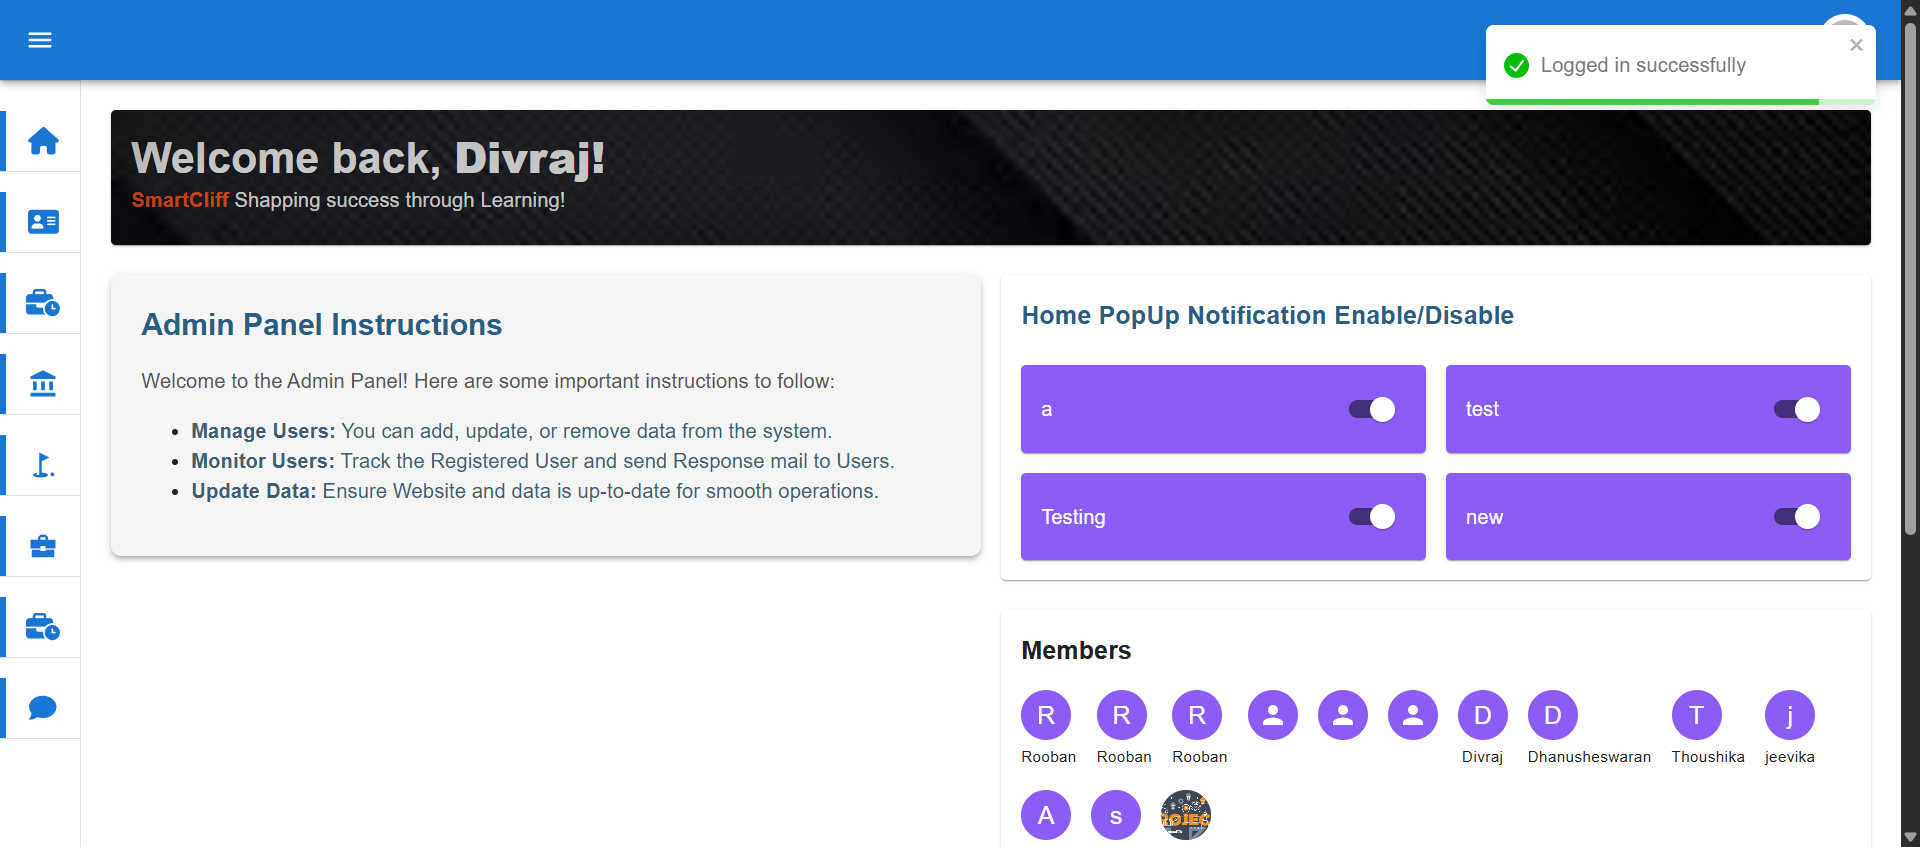 Logged in successfully
Welcome back, Divraj!
SmartCliff Shapping success through Learning!
Admin Panel Instructions
Welcome to the Admin Panel! Here are some important instructions to follow:
Manage Users: You can add, update, or remove data from the system.
Monitor Users: Track the Registered User and send Response mail to Users.
Update Data: Ensure Website and data is up-to-date for smooth operations.
Home PopUp Notification Enable/Disable
a
test
Testing
new
Members
R R R D D T j
Rooban Rooban Rooban Divraj Dhanusheswaran Thoushika jeevika
A s